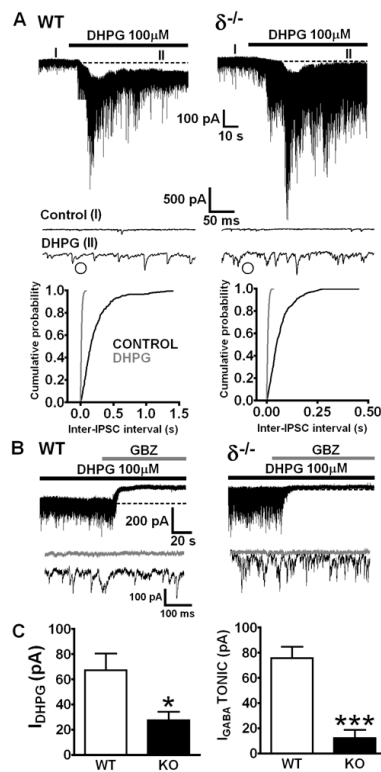 A WT δ-/-
DHPG 100μM DHPG 100μM
I II I II
100 pA
10 s
500 pA
50 ms
Control (I)
DHPG (II)
Cumulative probability
1.0
0.8
0.6
0.4
0.2
0.0
CONTROL
DHPG
0.0 0.5 1.0 1.5
Inter-IPSC interval (s)
Cumulative probability
1.0
0.8
0.6
0.4
0.2
0.0
0.00 0.25 0.50
Inter-IPSC interval (s)
B WT δ-/-
GBZ GBZ
DHPG 100μM DHPG 100μM
200 pA
20 s
100 pA
100 ms
C
I DHPG (pA)
80
60
40
20
0
*
WT KO
I GABA TONIC (pA)
100
80
60
40
20
0
***
WT KO